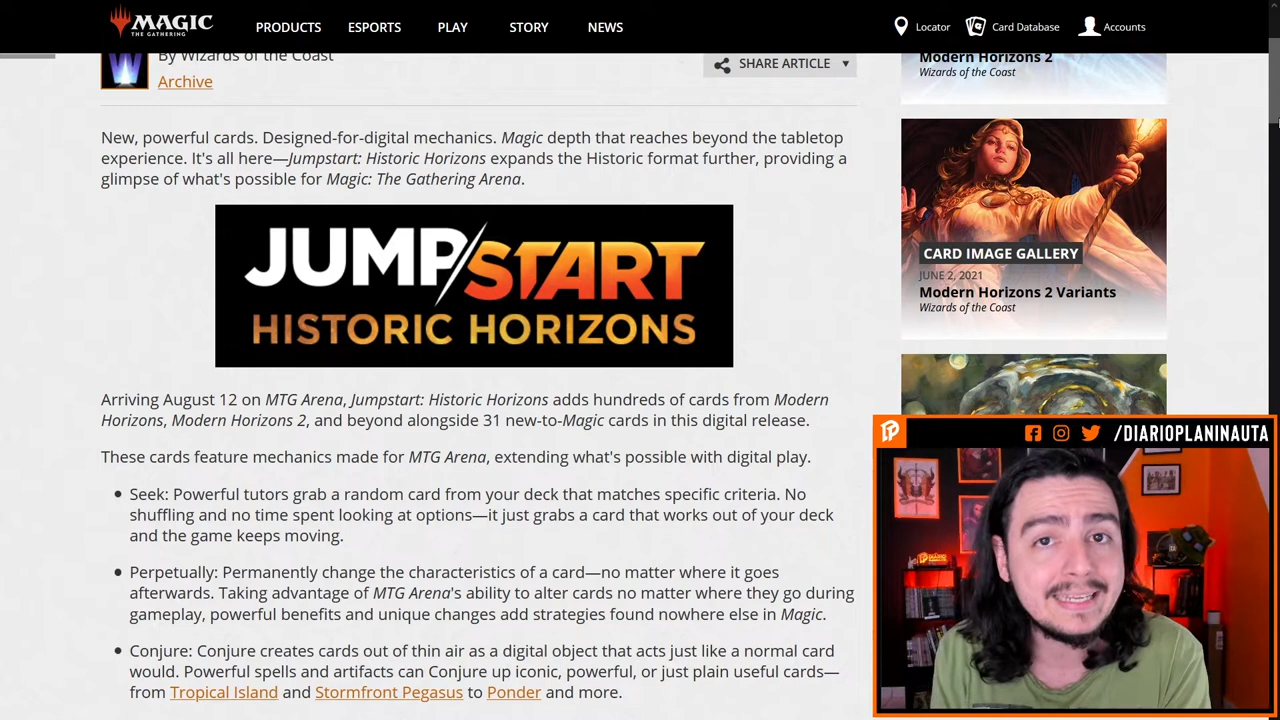 MAGIC
THE GATHERING
PRODUCTS ESPORTS PLAY STORY NEWS
Locator Card Database Accounts
By Wizards of the Coast
Archive
SHARE ARTICLE
New, powerful cards. Designed-for-digital mechanics. Magic depth that reaches beyond the tabletop
experience. It's all here—Jumpstart: Historic Horizons expands the Historic format further, providing a
glimpse of what's possible for Magic: The Gathering Arena.
JUMP/START
HISTORIC HORIZONS
Arriving August 12 on MTG Arena, Jumpstart: Historic Horizons adds hundreds of cards from Modern
Horizons, Modern Horizons 2, and beyond alongside 31 new-to-Magic cards in this digital release.
These cards feature mechanics made for MTG Arena, extending what's possible with digital play.
• Seek: Powerful tutors grab a random card from your deck that matches specific criteria. No
shuffling and no time spent looking at options—it just grabs a card that works out of your deck
and the game keeps moving.
• Perpetually: Permanently change the characteristics of a card—no matter where it goes
afterwards. Taking advantage of MTG Arena's ability to alter cards no matter where they go during
gameplay, powerful benefits and unique changes add strategies found nowhere else in Magic.
• Conjure: Conjure creates cards out of thin air as a digital object that acts just like a normal card
would. Powerful spells and artifacts can Conjure up iconic, powerful, or just plain useful cards—
from Tropical Island and Stormfront Pegasus to Ponder and more.
Modern Horizons 2
Wizards of the Coast
CARD IMAGE GALLERY
JUNE 2, 2021
Modern Horizons 2 Variants
Wizards of the Coast
/DIARIOPLANINAUTA